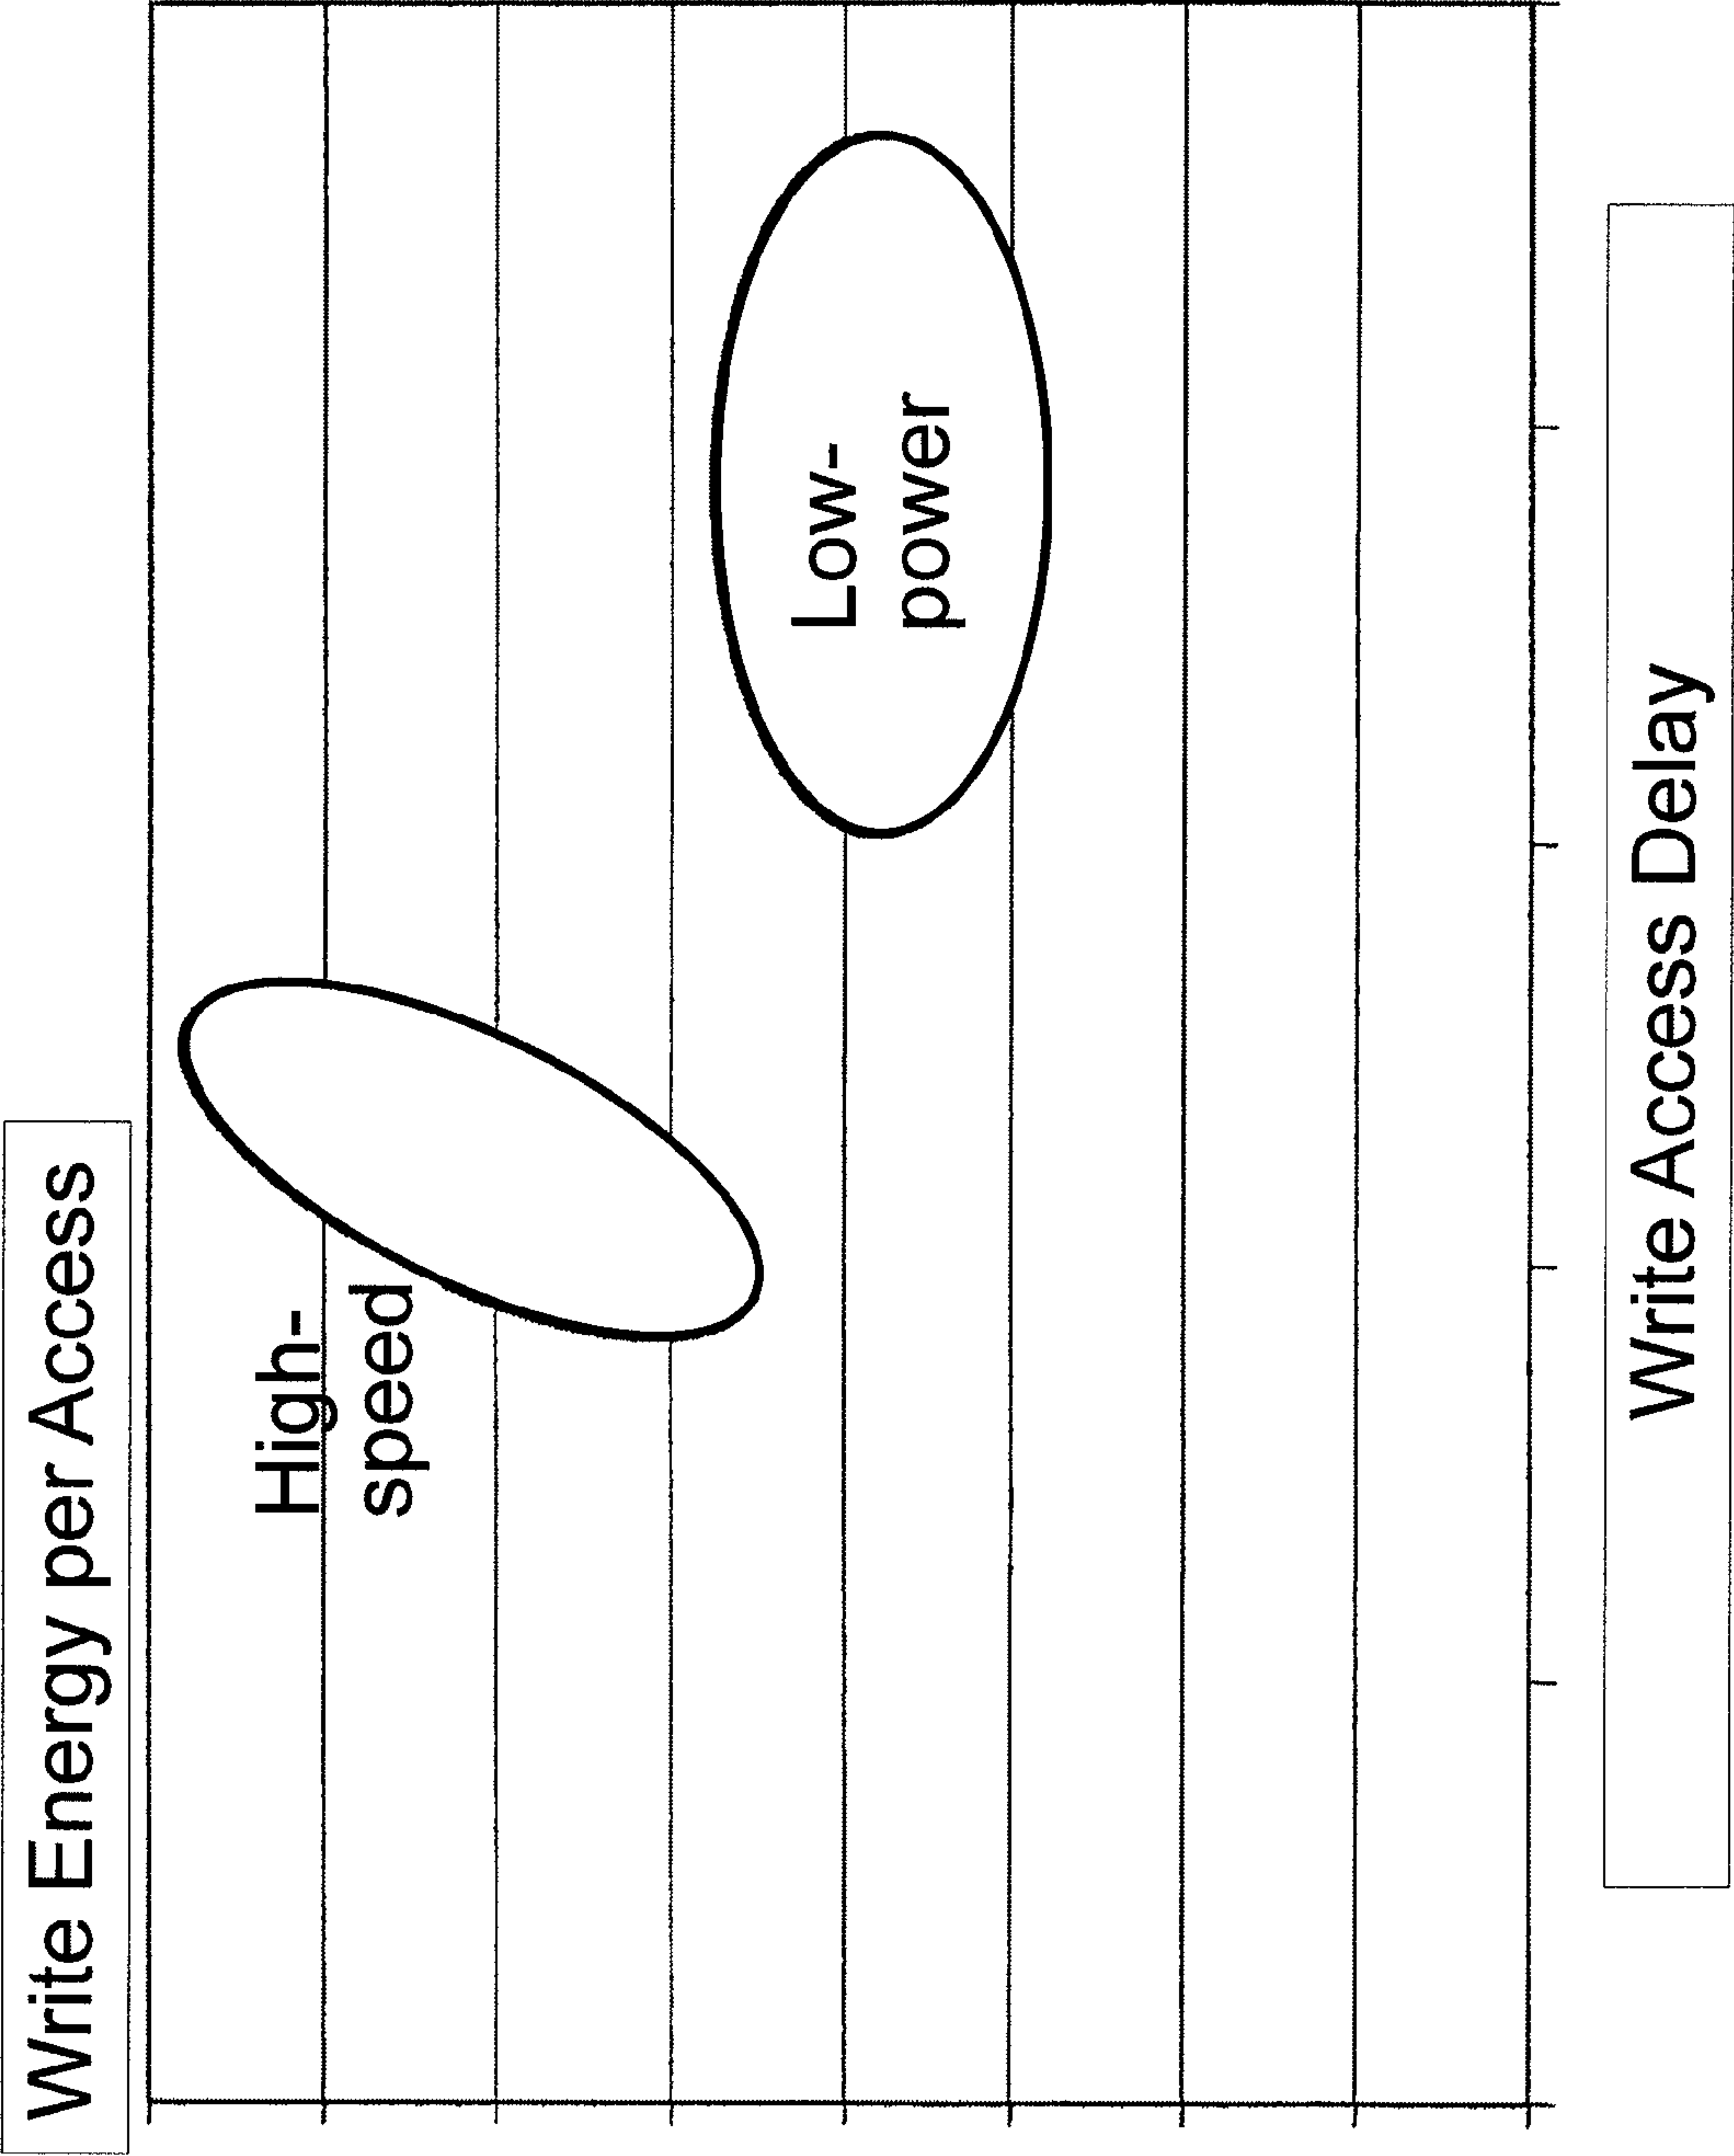 Write Energy per Access
High-
speed
Low-
power
Write Access Delay